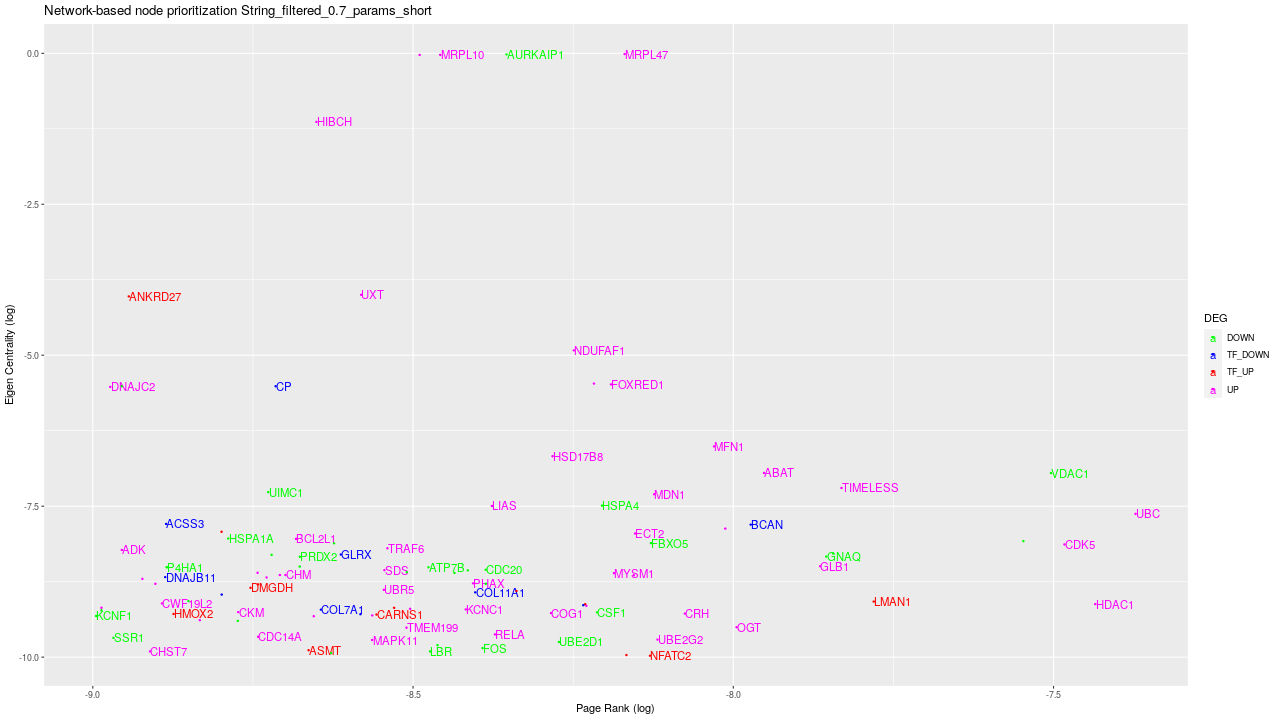 Network-based node prioritization String_filtered_0.7_params_short
0.0
MRPL10
AURKAIP1
MRPL47
HIBCH
-2.5
ANKRD27
UXT
-5.0
NDUFAF1
DNAJC2
CP
FOXRED1
MFN1
HSD17B8
ABAT
VDAC1
TIMELESS
UIMC1
MDN1
-7.5
LIAS
HSPA4
UBC
ACSS3
BCAN
HSPA1A
BCL2L1
ECT2
FBXO5
CDK5
ADK
TRAF6
PRDX2
GLRX
GNAQ
P4HA1
DNAJB11
CHM
SDS
ATP7B
CDC20
MYSM1
GLB1
DMGDH
UBR5
PHAX
COL11A1
CWF19L2
LMAN1
HDAC1
KCNF1
HMOX2
CKM
COL7A1
CARNS1
KCNC1
COG1
CSF1
CRH
TMEM199
OGT
SSR1
CDC14A
MAPK11
RELA
UBE2D1
UBE2G2
CHST7
ASMT
LBR
FOS
NFATC2
-10.0
-9.0
-8.5
-8.0
-7.5
Page Rank (log)
Eigen Centrality (log)
DEG
a DOWN
a TF_DOWN
a TF_UP
a UP